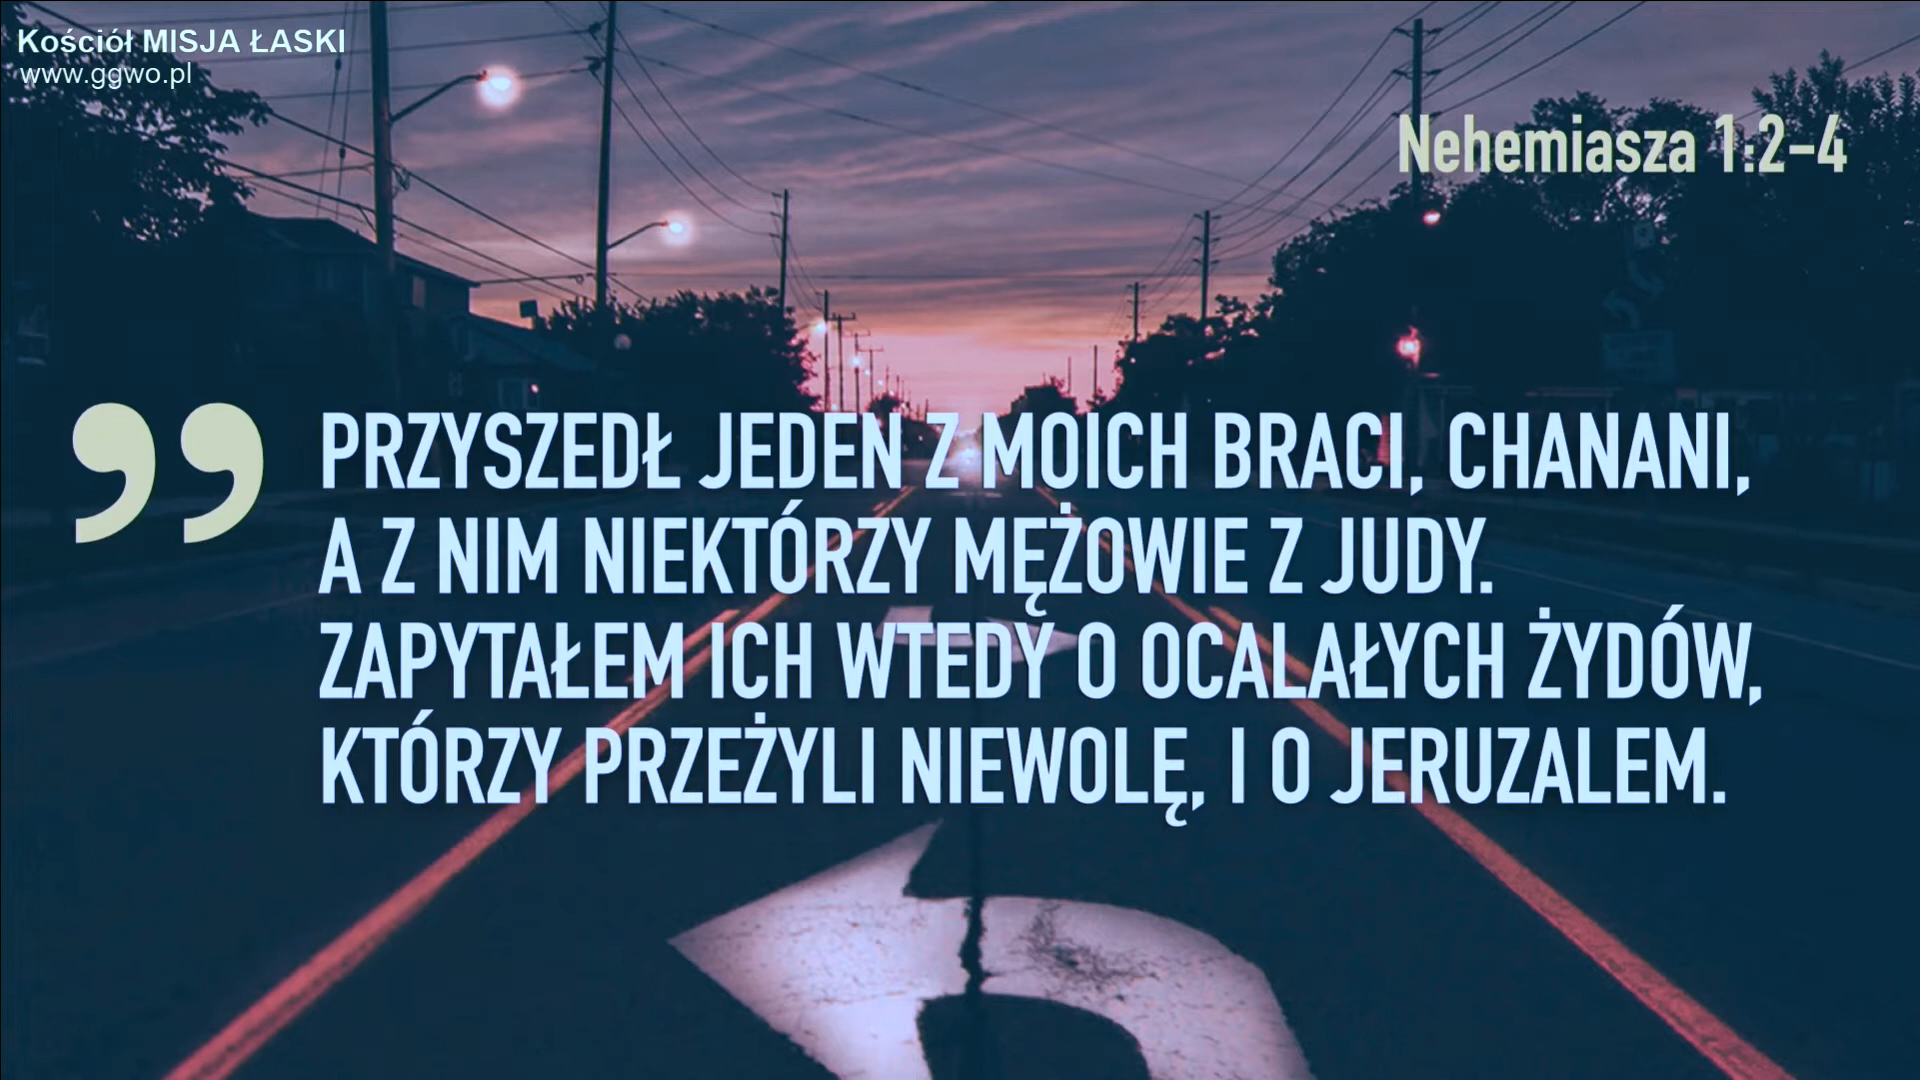 Kościół MISJA ŁASKI
www.ggwo.pl
Nehemiasza 1:2-4
”
PRZYSZEDŁ JEDEN Z MOICH BRACI, CHANANI,
A Z NIM NIEKTÓRZY MĘŻOWIE Z JUDY.
ZAPYTAŁEM ICH WTEDY O OCALAŁYCH ŻYDÓW,
KTÓRZY PRZEŻYLI NIEWOLĘ, I O JERUZALEM.